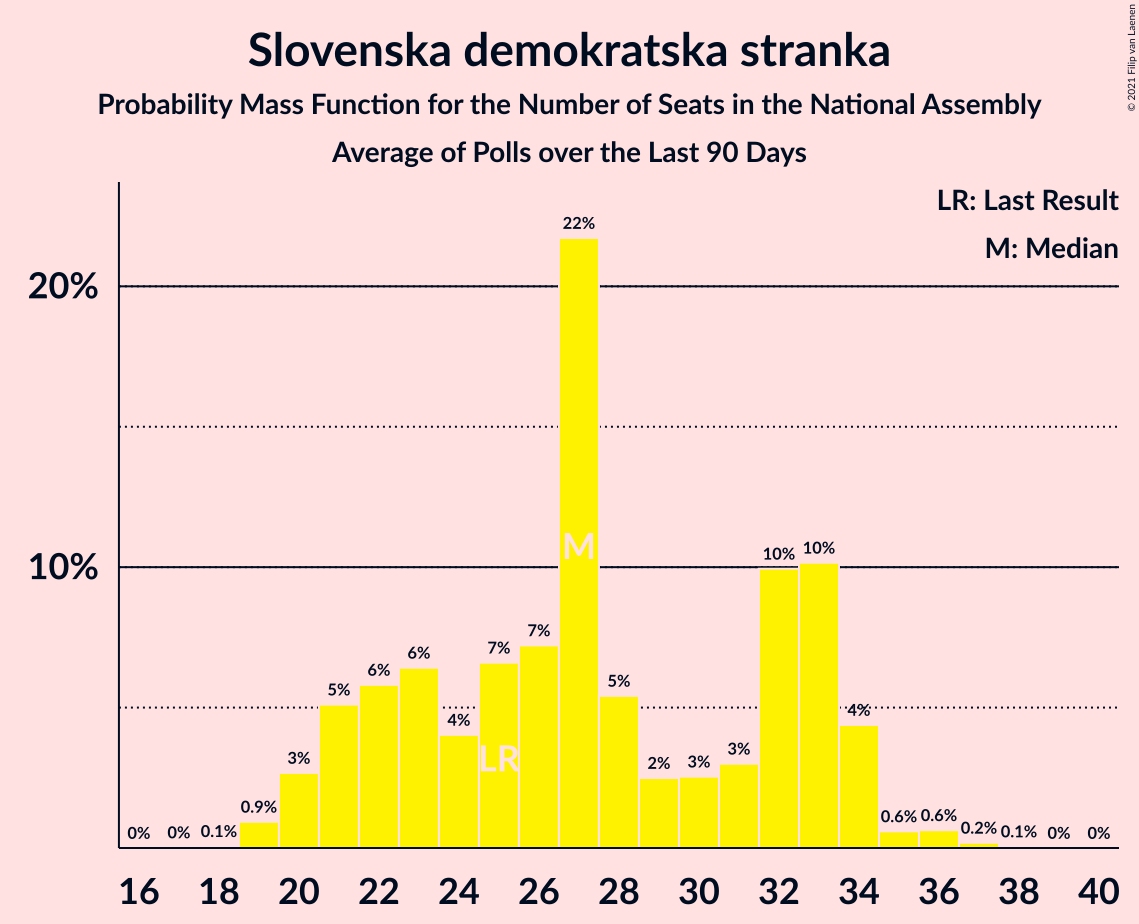 Slovenska demokratska stranka
Probability Mass Function for the Number of Seats in the National Assembly
Average of Polls over the Last 90 Days
© 2021 Filip van Laenen
LR: Last Result
M: Median
20%
10%
0% 0% 0.1% 0.9% 3% 5% 6% 6% 4% 7% 7% 22% 5% 2% 3% 3% 10% 10% 4% 0.6% 0.6% 0.2% 0.1% 0% 0%
M
LR
16 18 20 22 24 26 28 30 32 34 36 38 40